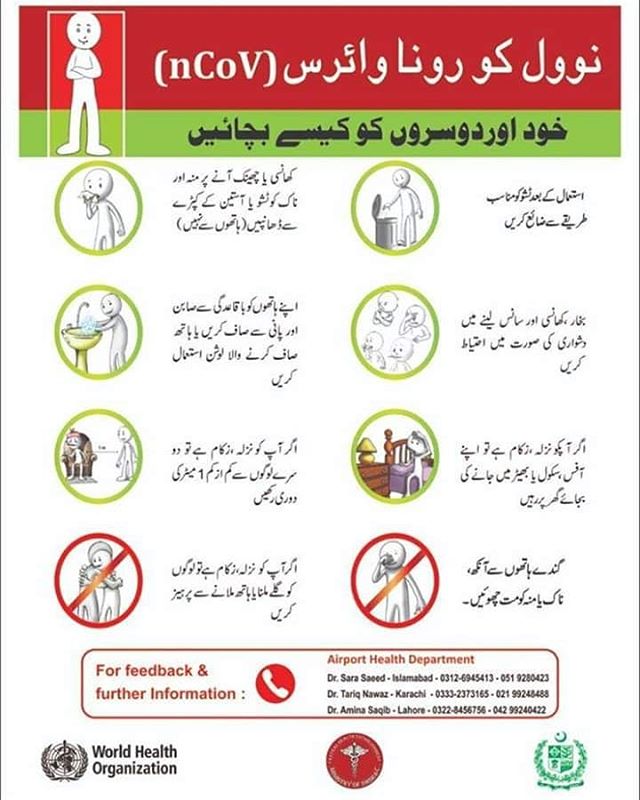 نوول کورونا وائرس (nCoV)
خود اور دوسروں کو کیسے بچائیں
استعمال کے بعد ٹشو کو مناسب
طریقے سے ضائع کریں
کھانسی یا چھینک آنے پر منہ اور
ناک کو ٹشو یا آستین کے کپڑے
سے ڈھانپیں (ہاتھوں سے نہیں)
بخار، کھانسی اور سانس لینے میں
دشواری کی صورت میں احتیاط
کریں
اپنے ہاتھوں کو باقاعدگی سے صابن
اور پانی سے صاف کریں یا ہاتھ
صاف کرنے والا لوشن استعمال
کریں
اگر آپکو نزلہ، زکام ہے تو اپنے
آفس، سکول یا بھیڑ میں جانے کی
بجائے گھر پر رہیں
اگر آپ کو نزلہ، زکام ہے تو دو
سرے لوگوں سے کم از کم 1 میٹر کی
دوری رکھیں
گندے ہاتھوں سے آنکھ،
ناک یا منہ کو مت چھوئیں۔
اگر آپ کو نزلہ، زکام ہے تو لوگوں
کو گلے ملنا یا ہاتھ ملانے سے پرہیز
کریں
For feedback &
further Information :
Airport Health Department
Dr. Sara Saeed - Islamabad - 0312-6945413 - 051 9280423
Dr. Tariq Nawaz - Karachi - 0333-2373165 - 021 99248488
Dr. Amina Saqib - Lahore - 0322-8456756 - 042 99240422
World Health
Organization